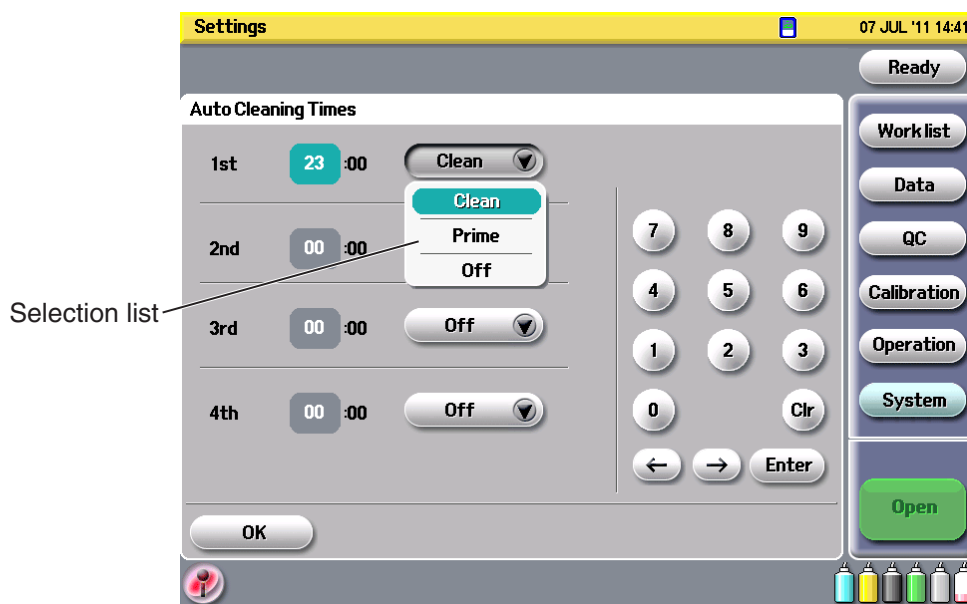 Settings
07 JUL '11 14:41
Ready
Auto Cleaning Times
1st 23 :00 Clean
Clean
Prime
Off
2nd 00 :00
3rd 00 :00 Off
4th 00 :00 Off
Selection list
7 8 9
4 5 6
1 2 3
0 Clr
← → Enter
OK
Work list
Data
QC
Calibration
Operation
System
Open